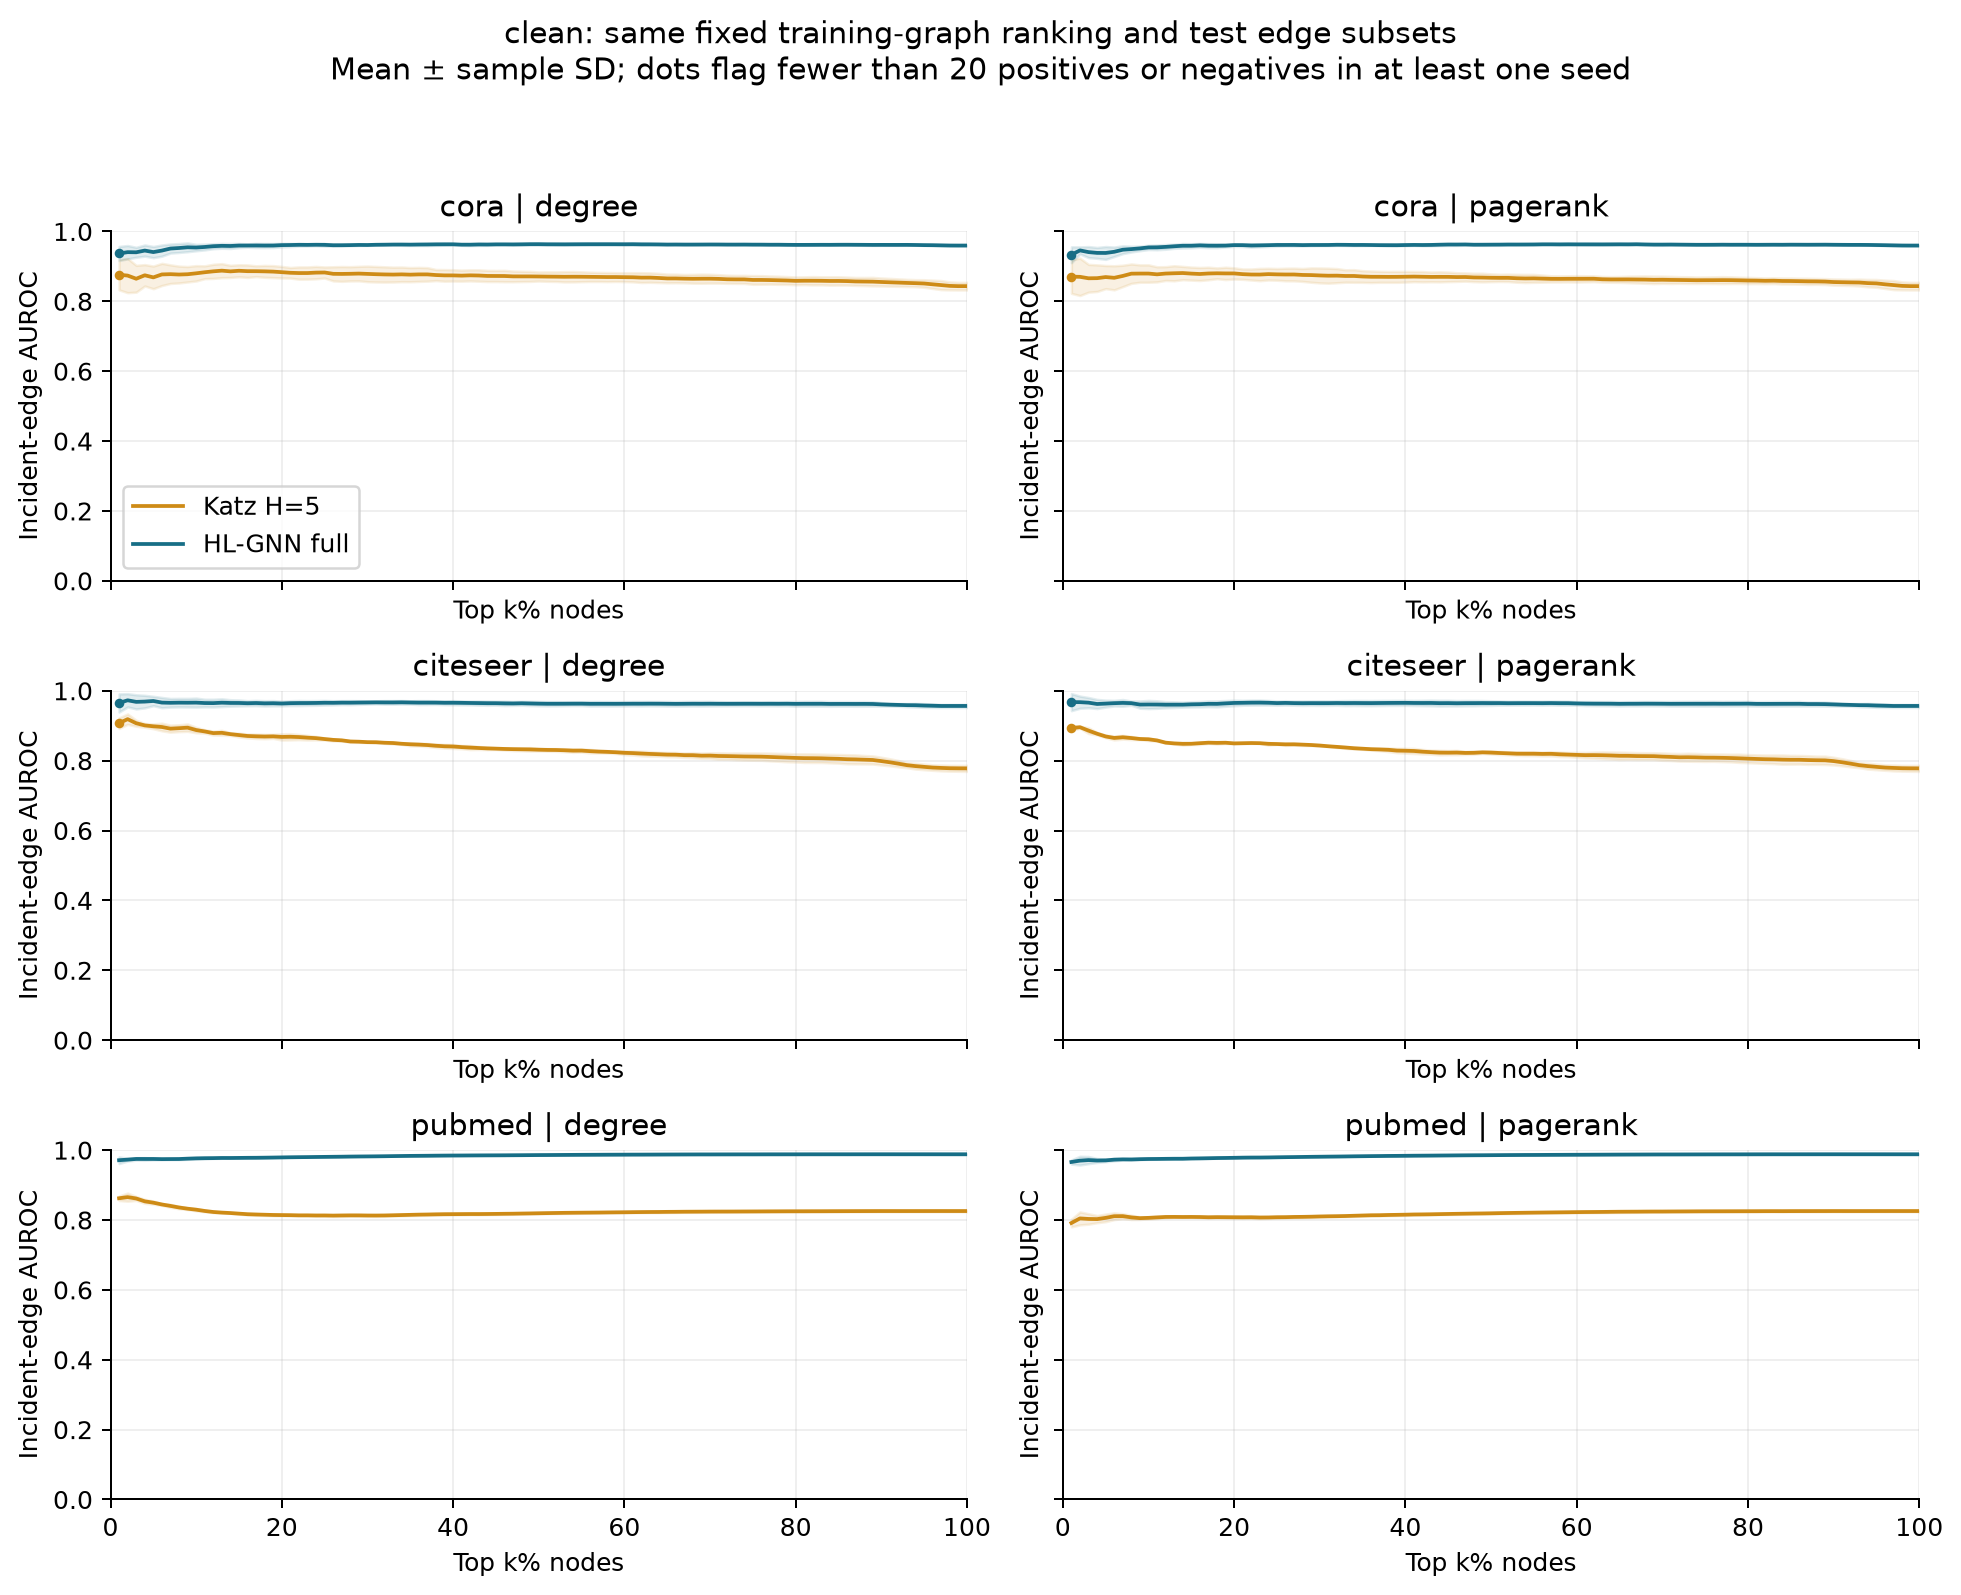 clean: same fixed training-graph ranking and test edge subsets
Mean ± sample SD; dots flag fewer than 20 positives or negatives in at least one seed
cora | degree
1.0
0.8
0.6
0.4
0.2
0.0
Incident-edge AUROC
Katz H=5
HL-GNN full
Top k% nodes
cora | pagerank
Incident-edge AUROC
Top k% nodes
citeseer | degree
1.0
0.8
0.6
0.4
0.2
0.0
Incident-edge AUROC
Top k% nodes
citeseer | pagerank
Incident-edge AUROC
Top k% nodes
pubmed | degree
1.0
0.8
0.6
0.4
0.2
0.0
Incident-edge AUROC
0 20 40 60 80 100
Top k% nodes
pubmed | pagerank
Incident-edge AUROC
0 20 40 60 80 100
Top k% nodes